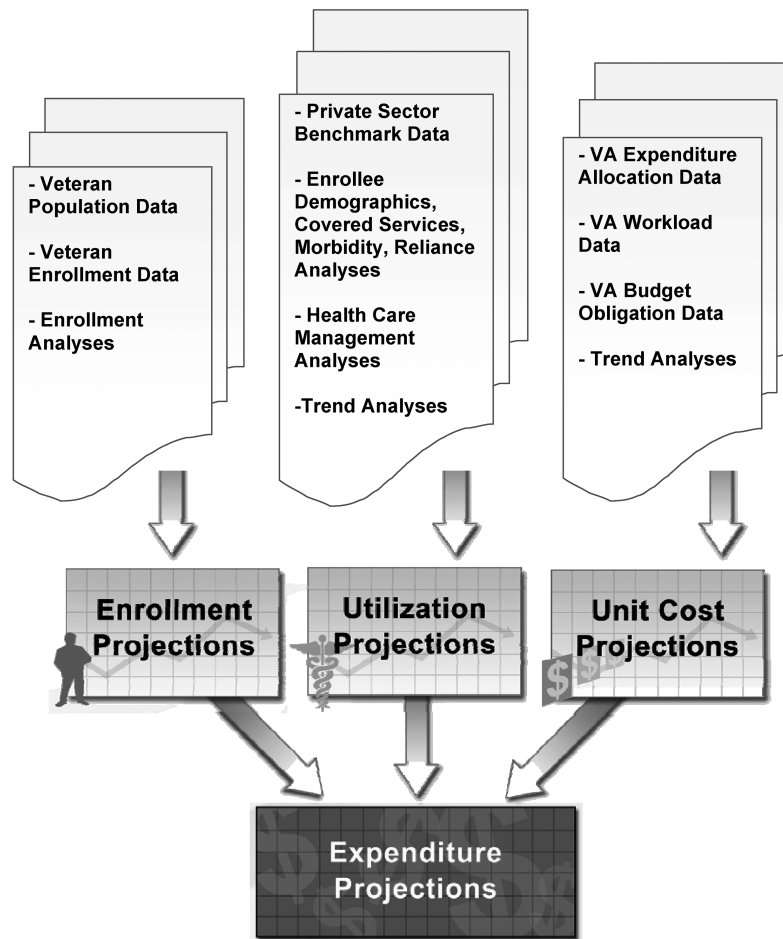 - Veteran
Population Data
- Veteran
Enrollment Data
- Enrollment
Analyses
- Private Sector
Benchmark Data
- Enrollee
Demographics,
Covered Services,
Morbidity, Reliance
Analyses
- Health Care
Management
Analyses
-Trend Analyses
- VA Expenditure
Allocation Data
- VA Workload
Data
- VA Budget
Obligation Data
- Trend Analyses
Enrollment
Projections
Utilization
Projections
Unit Cost
Projections
$ $ $
Expenditure
Projections